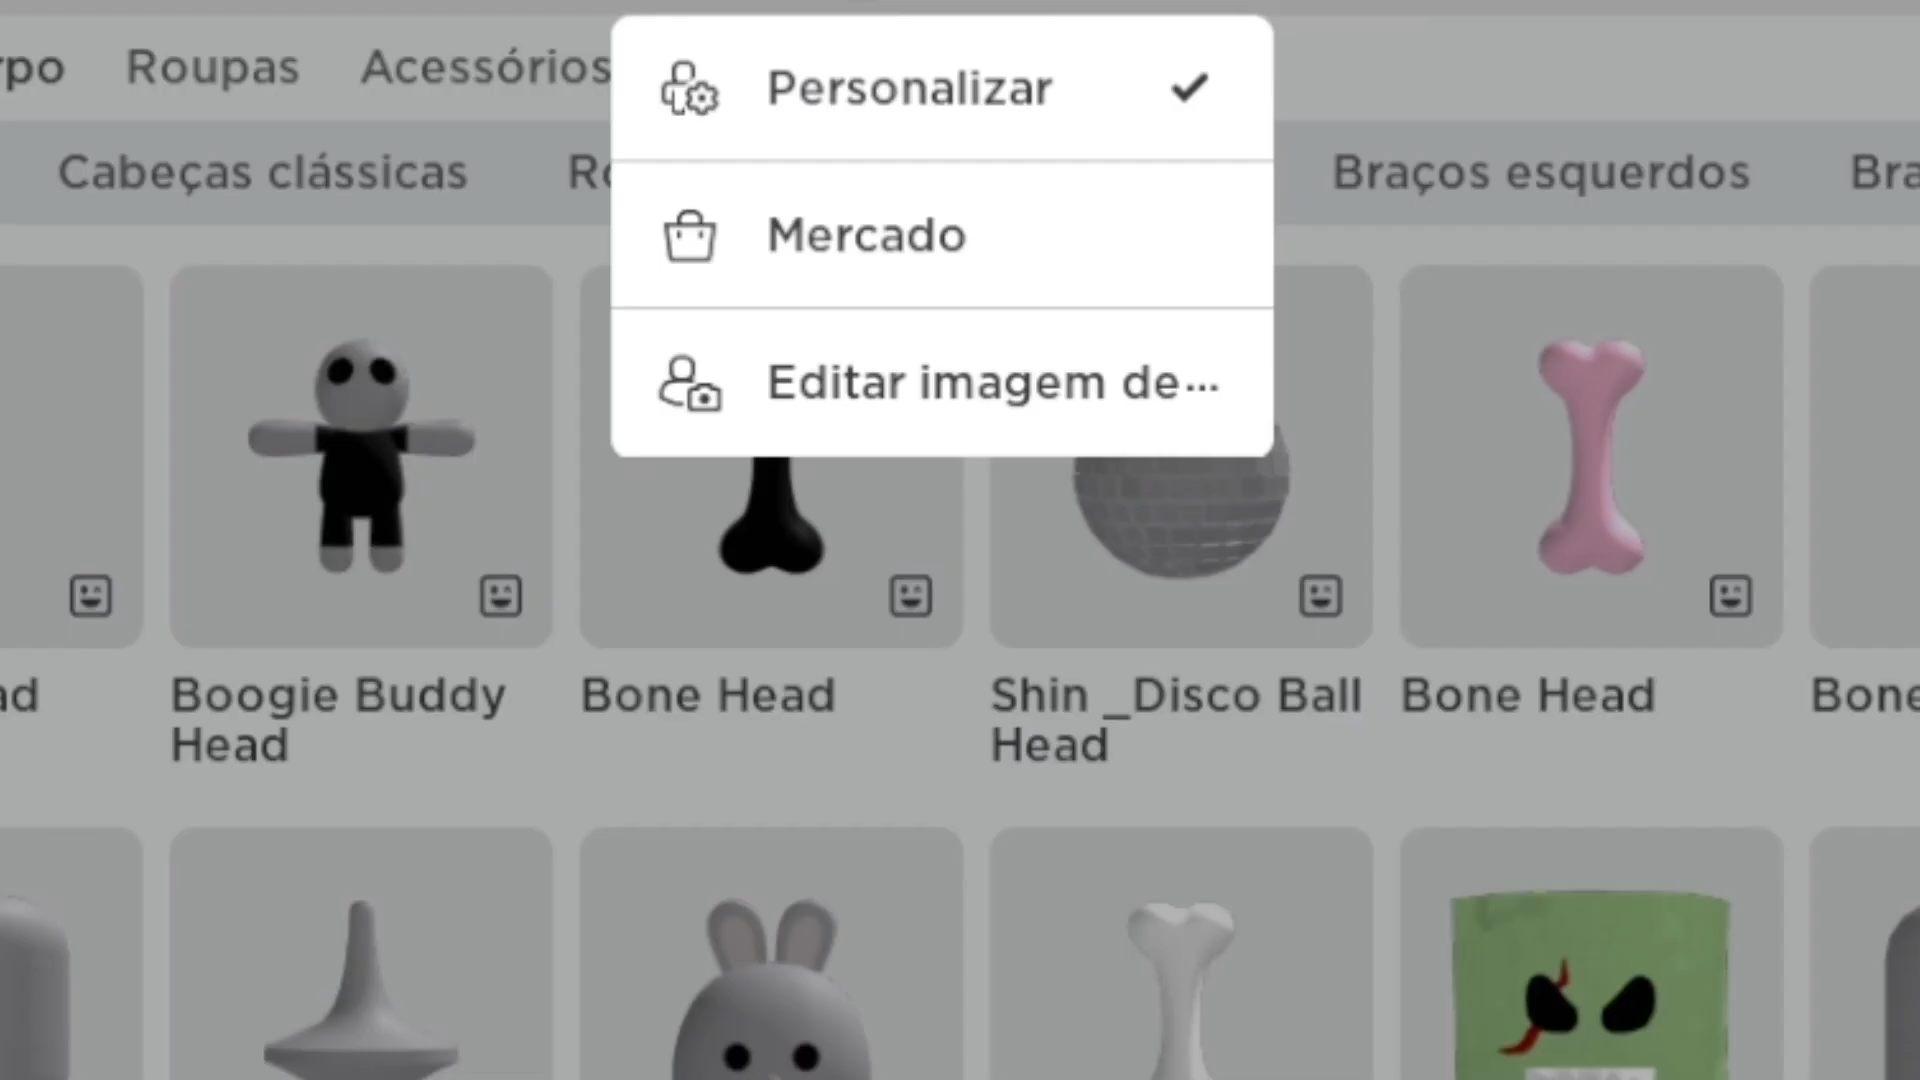 Roupas Acessórios
Personalizar
Cabeças clássicas
Braços esquerdos
Mercado
Editar imagem de...
Boogie Buddy
Head
Bone Head
Shin _Disco Ball
Head
Bone Head
Bone